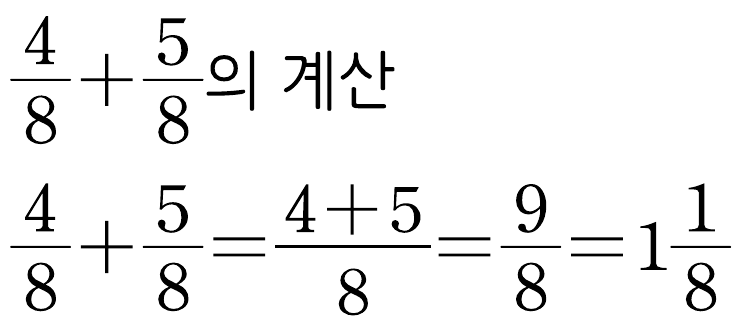 4/8 + 5/8의 계산
4/8 + 5/8 = (4+5)/8 = 9/8 = 1 1/8